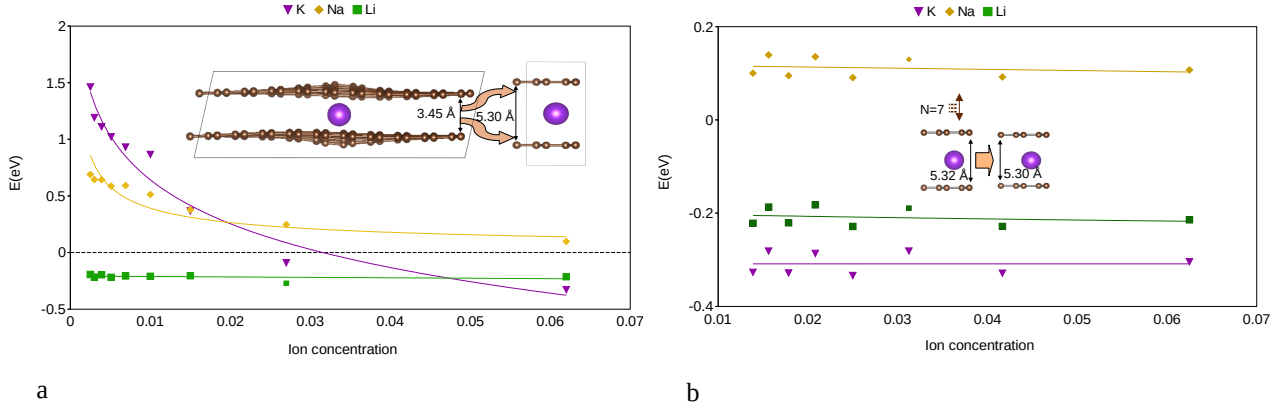 K Na Li
2
1.5
1
0.5
0
-0.5
E(eV)
3.45 Å
5.30 Å
0 0.01 0.02 0.03 0.04 0.05 0.06 0.07
Ion concentration
a
K Na Li
0.2
0
-0.2
-0.4
E(eV)
N=7
5.32 Å
5.30 Å
0.01 0.02 0.03 0.04 0.05 0.06 0.07
Ion concentration
b